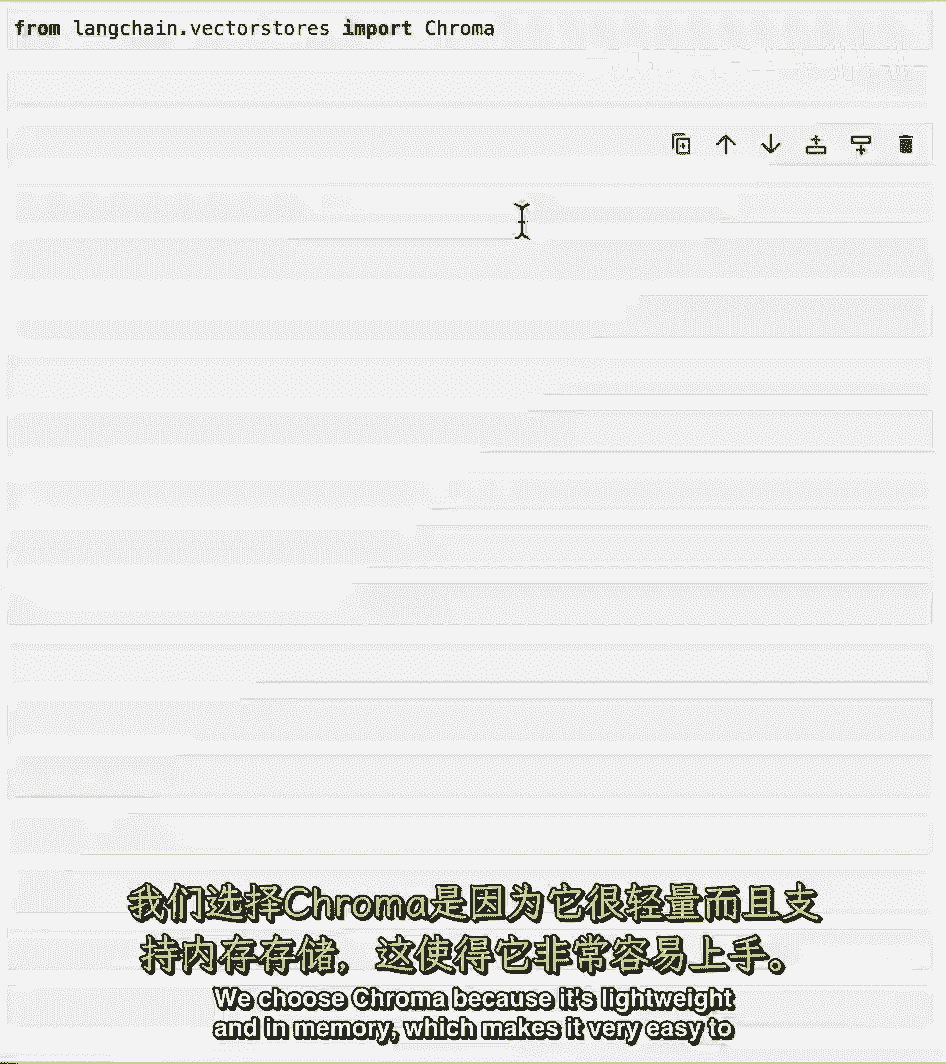 from langchain.vectorstores import Chroma
我们选择Chroma是因为它很轻量而且支
持内存存储，这使得它非常容易上手。
We choose Chroma because it's lightweight
and in memory, which makes it very easy to